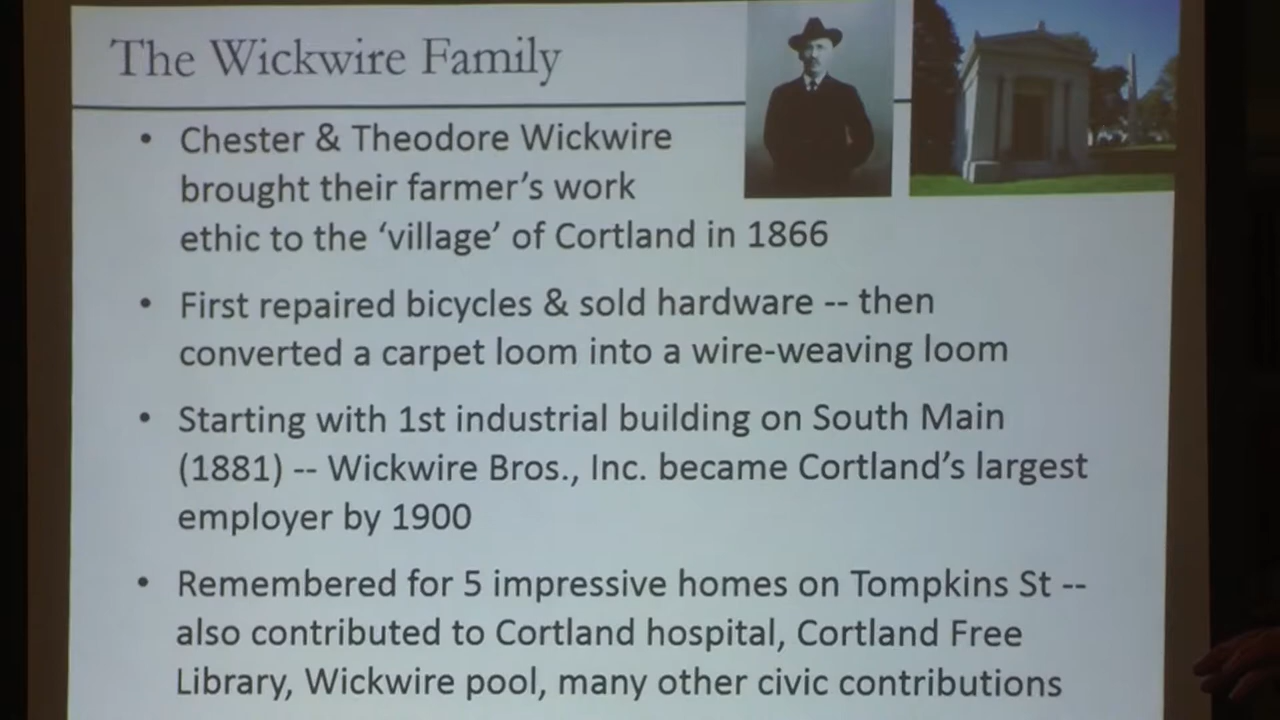 The Wickwire Family
• Chester & Theodore Wickwire
brought their farmer’s work
ethic to the ‘village’ of Cortland in 1866
• First repaired bicycles & sold hardware -- then
converted a carpet loom into a wire-weaving loom
• Starting with 1st industrial building on South Main
(1881) -- Wickwire Bros., Inc. became Cortland’s largest
employer by 1900
• Remembered for 5 impressive homes on Tompkins St --
also contributed to Cortland hospital, Cortland Free
Library, Wickwire pool, many other civic contributions